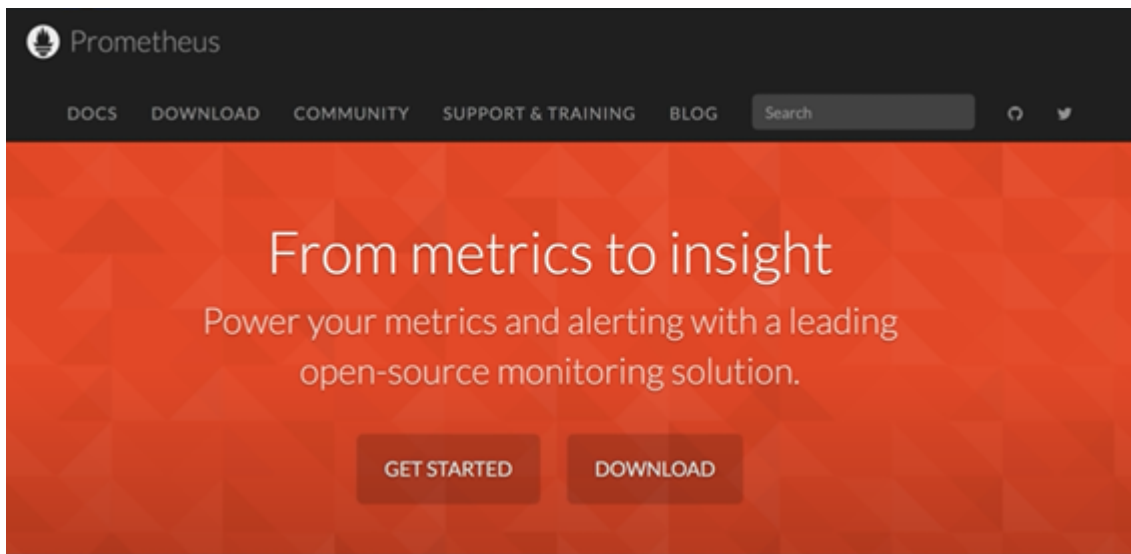 Prometheus
DOCS DOWNLOAD COMMUNITY SUPPORT & TRAINING BLOG Search
From metrics to insight
Power your metrics and alerting with a leading
open-source monitoring solution.
GET STARTED DOWNLOAD